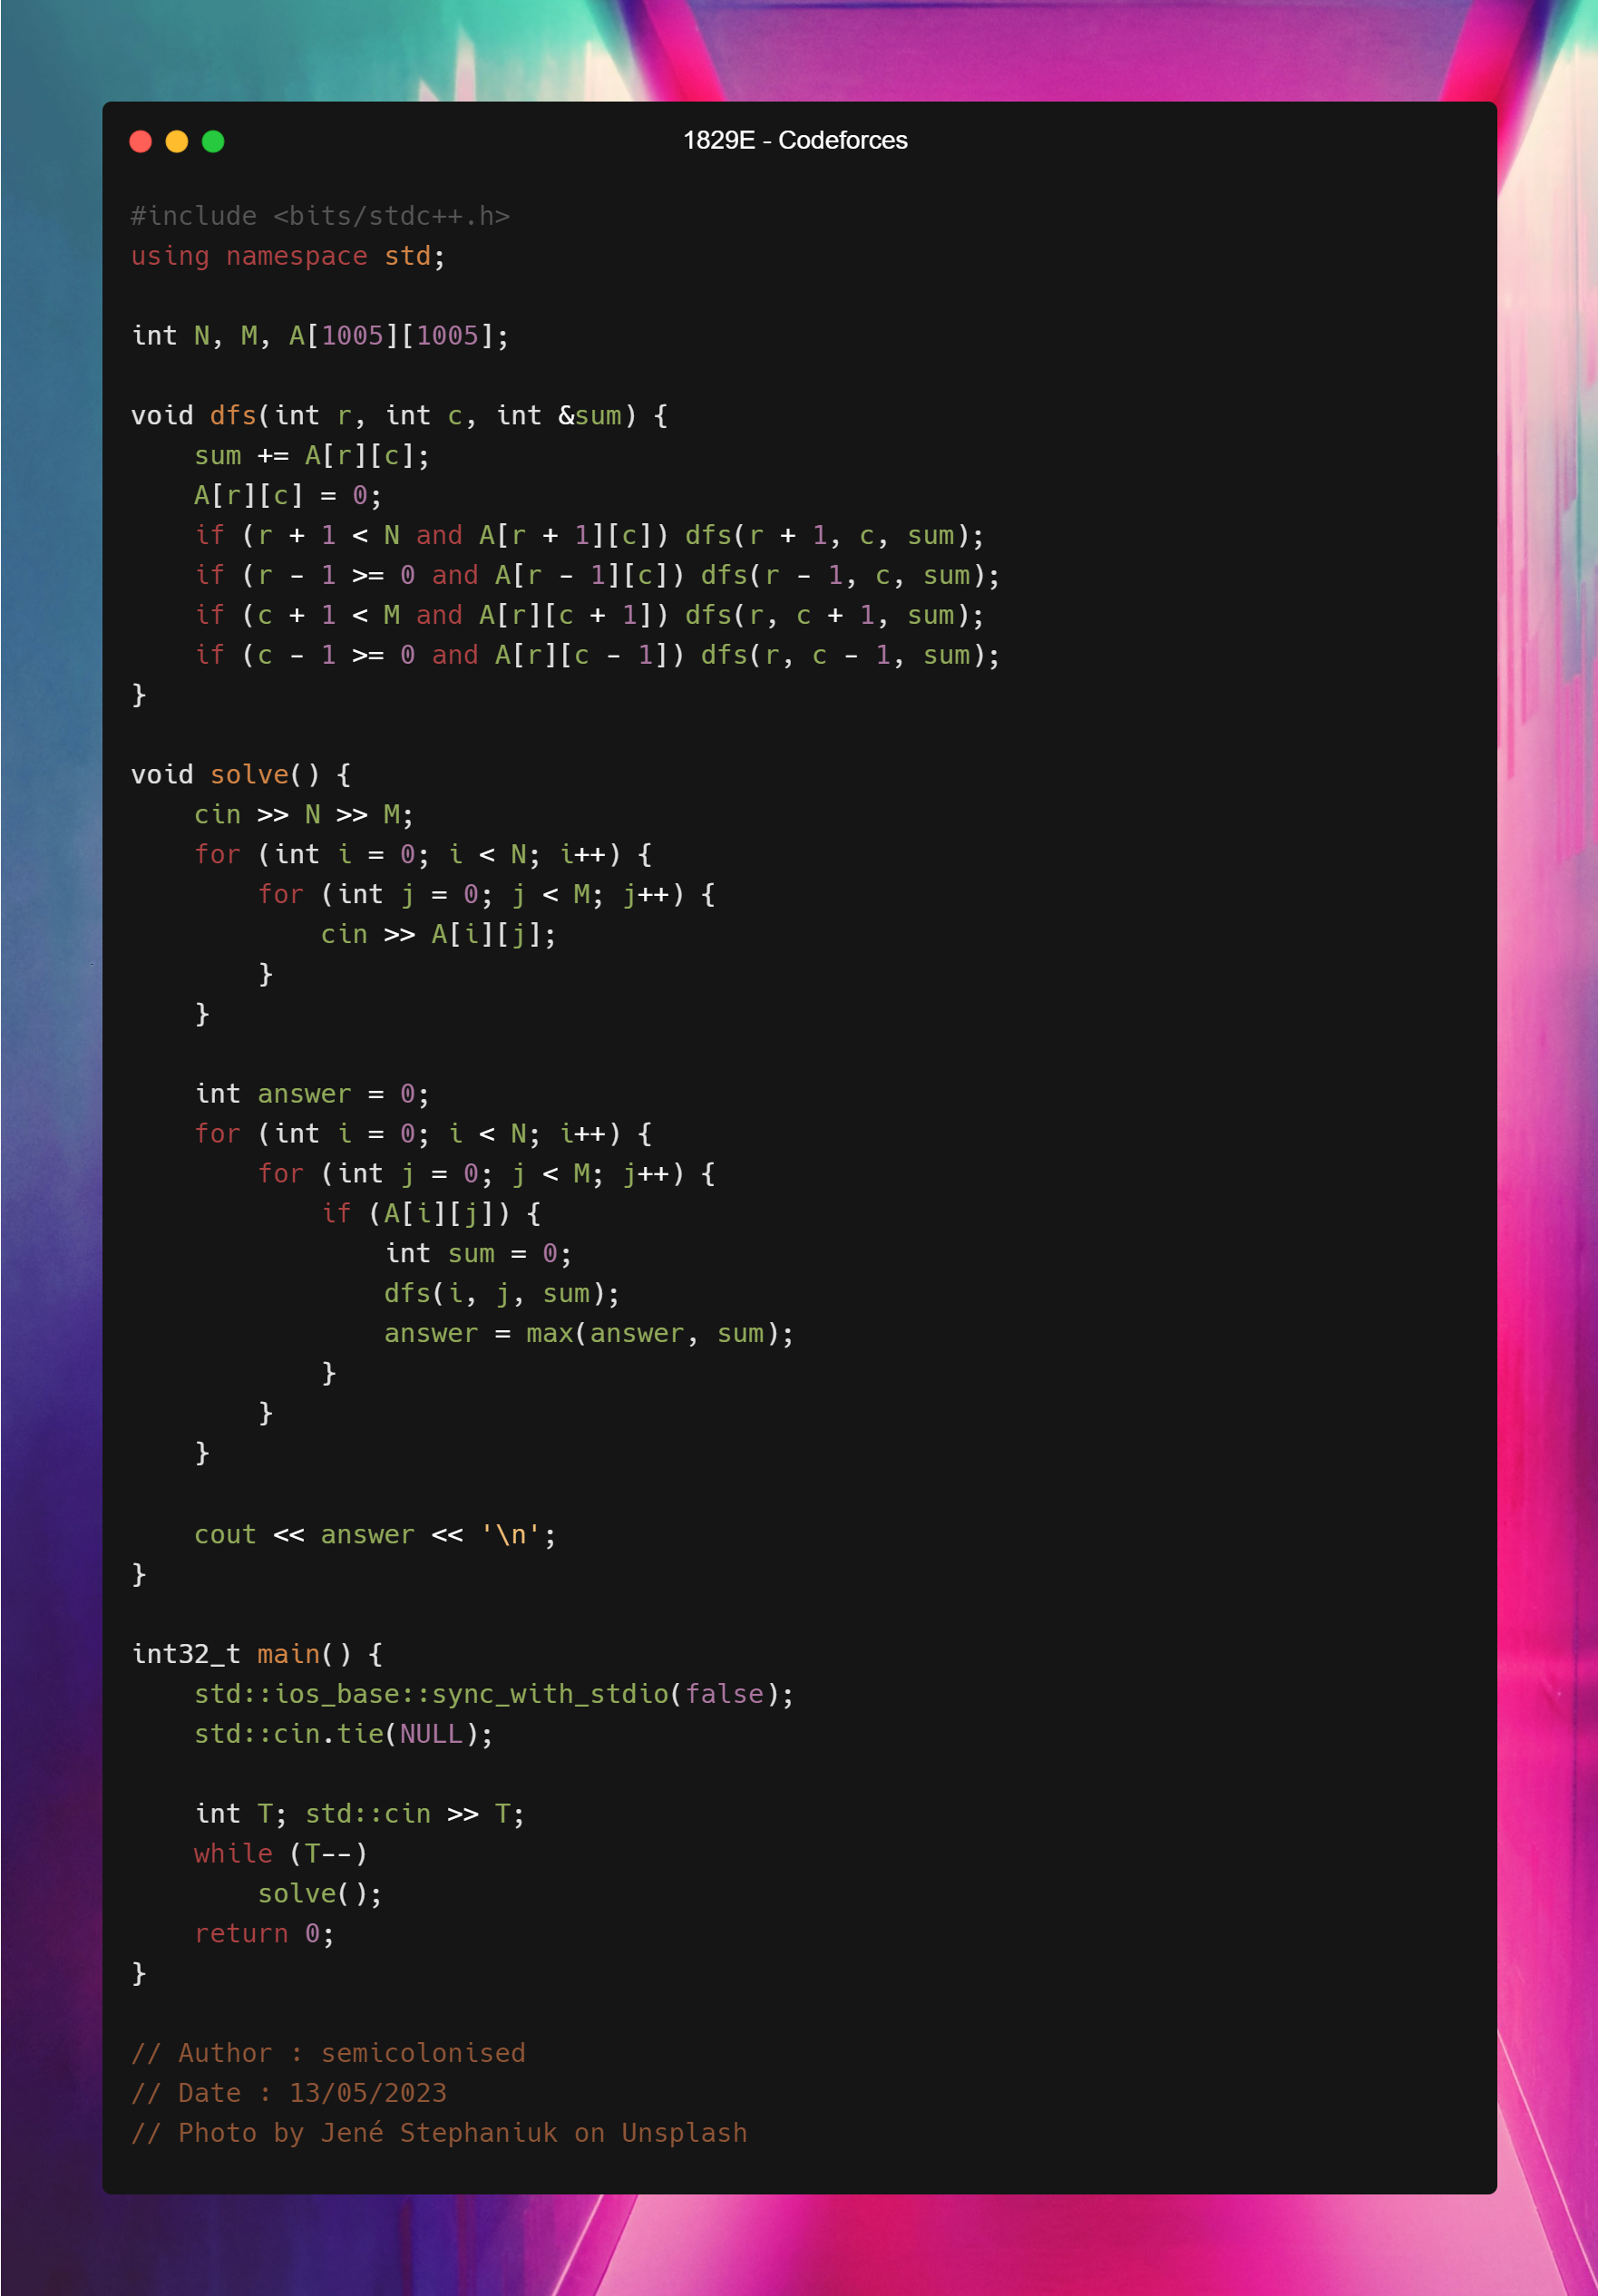 1829E - Codeforces
#include <bits/stdc++.h>
using namespace std;

int N, M, A[1005][1005];

void dfs(int r, int c, int &sum) {
    sum += A[r][c];
    A[r][c] = 0;
    if (r + 1 < N and A[r + 1][c]) dfs(r + 1, c, sum);
    if (r - 1 >= 0 and A[r - 1][c]) dfs(r - 1, c, sum);
    if (c + 1 < M and A[r][c + 1]) dfs(r, c + 1, sum);
    if (c - 1 >= 0 and A[r][c - 1]) dfs(r, c - 1, sum);
}

void solve() {
    cin >> N >> M;
    for (int i = 0; i < N; i++) {
        for (int j = 0; j < M; j++) {
            cin >> A[i][j];
        }
    }

    int answer = 0;
    for (int i = 0; i < N; i++) {
        for (int j = 0; j < M; j++) {
            if (A[i][j]) {
                int sum = 0;
                dfs(i, j, sum);
                answer = max(answer, sum);
            }
        }
    }

    cout << answer << '\n';
}

int32_t main() {
    std::ios_base::sync_with_stdio(false);
    std::cin.tie(NULL);

    int T; std::cin >> T;
    while (T--)
        solve();
    return 0;
}

// Author : semicolonised
// Date : 13/05/2023
// Photo by Jené Stephaniuk on Unsplash